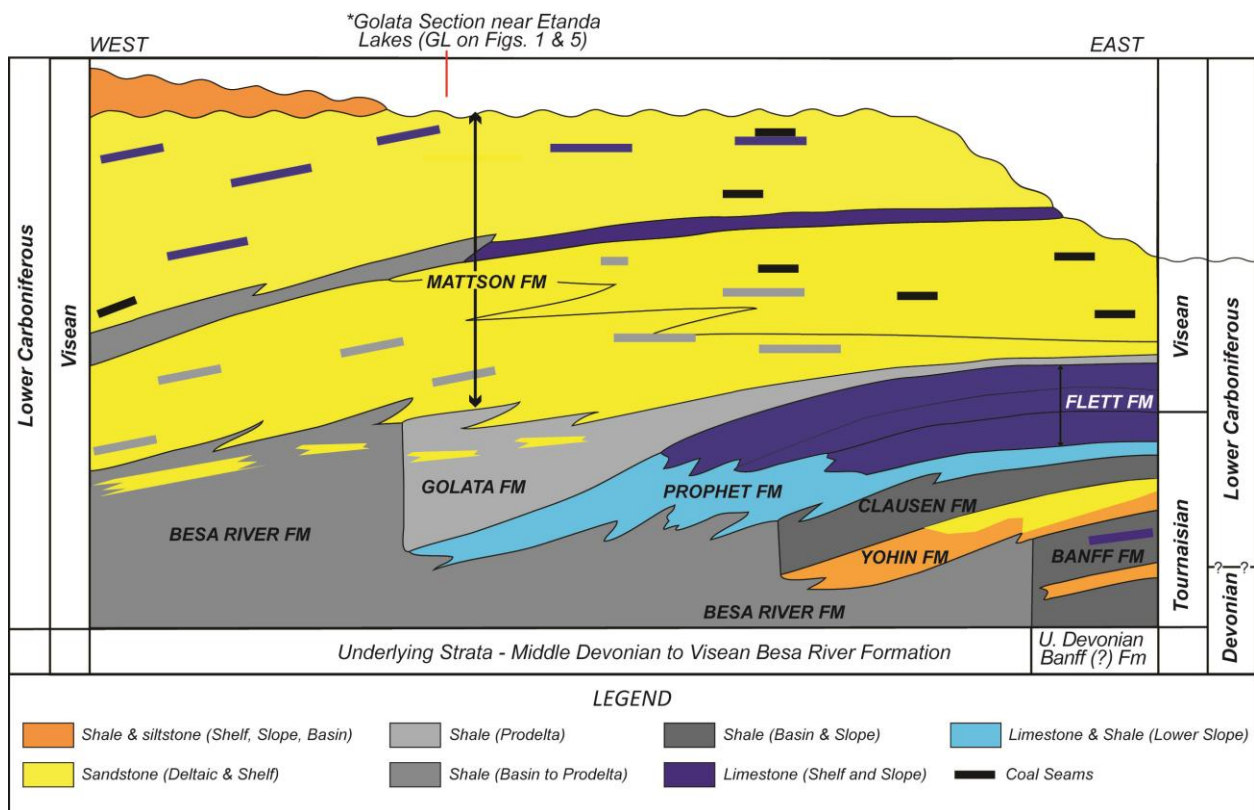 *Golata Section near Etanda
Lakes (GL on Figs. 1 & 5)
WEST
EAST
Lower Carboniferous
Visean
MATTSON FM
FLETT FM
GOLATA FM
PROPHET FM
CLAUSEN FM
BESA RIVER FM
YOHIN FM
BANFF FM
BESA RIVER FM
Visean
Tournaisian
Lower Carboniferous
?—?
Devonian
Underlying Strata - Middle Devonian to Visean Besa River Formation
U. Devonian
Banff (?) Fm
LEGEND
Shale & siltstone (Shelf, Slope, Basin)
Shale (Prodelta)
Shale (Basin & Slope)
Limestone & Shale (Lower Slope)
Sandstone (Deltaic & Shelf)
Shale (Basin to Prodelta)
Limestone (Shelf and Slope)
Coal Seams